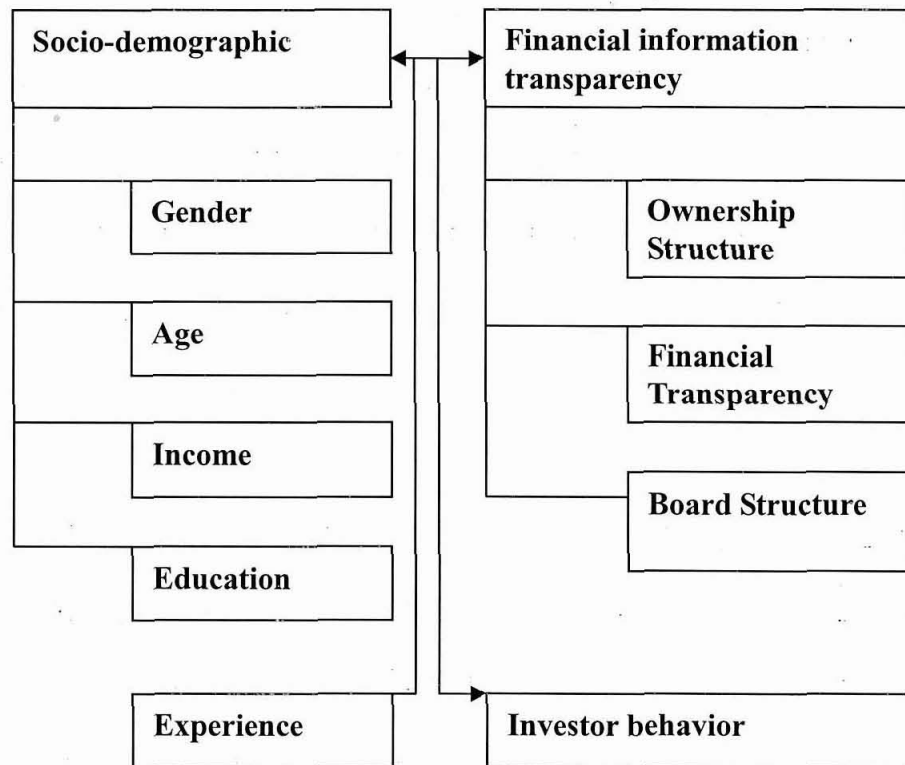 Socio-demographic
Financial information
transparency
Gender
Age
Income
Education
Experience
Ownership
Structure
Financial
Transparency
Board Structure
Investor behavior